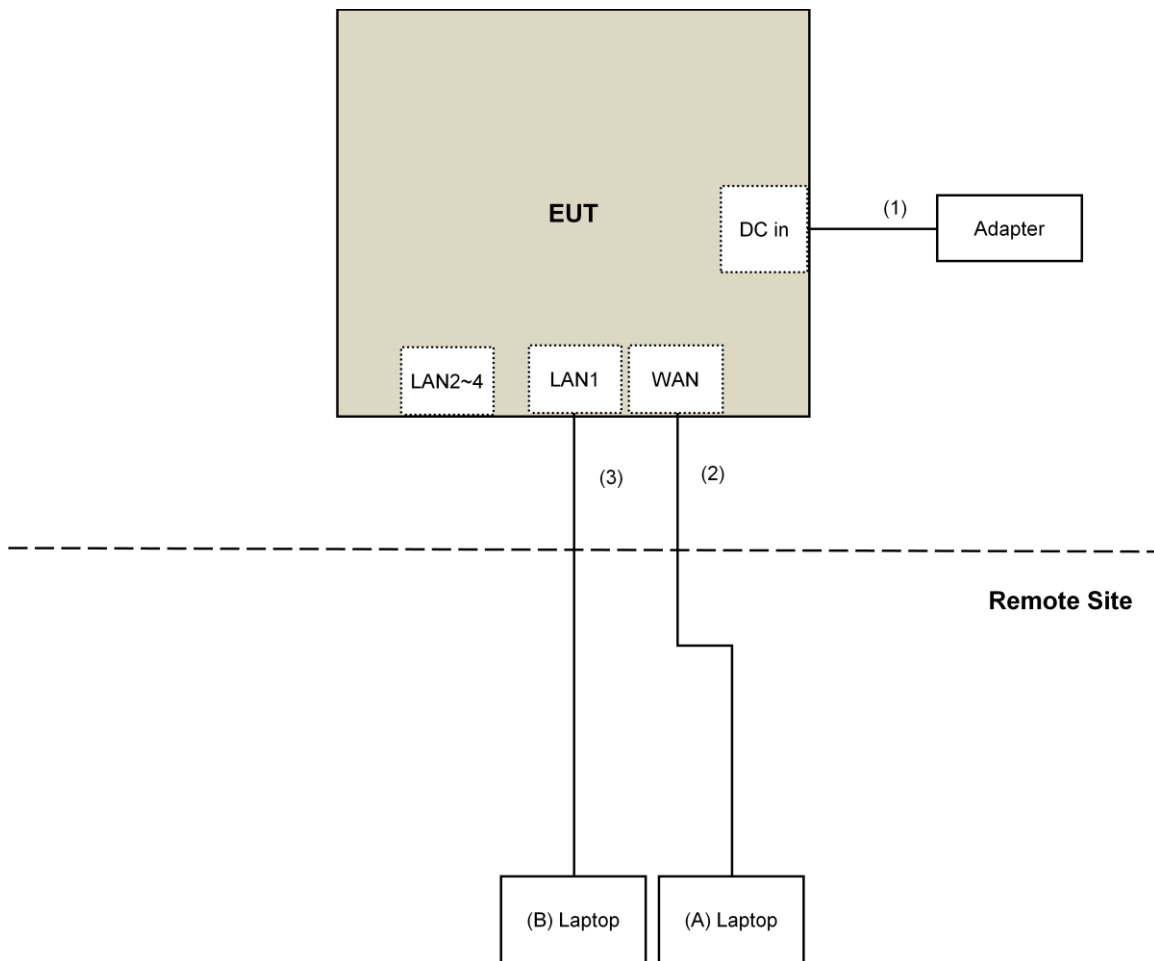 EUT
DC in
(1)
Adapter
LAN2~4
LAN1
WAN
(3)
(2)
Remote Site
(B) Laptop
(A) Laptop